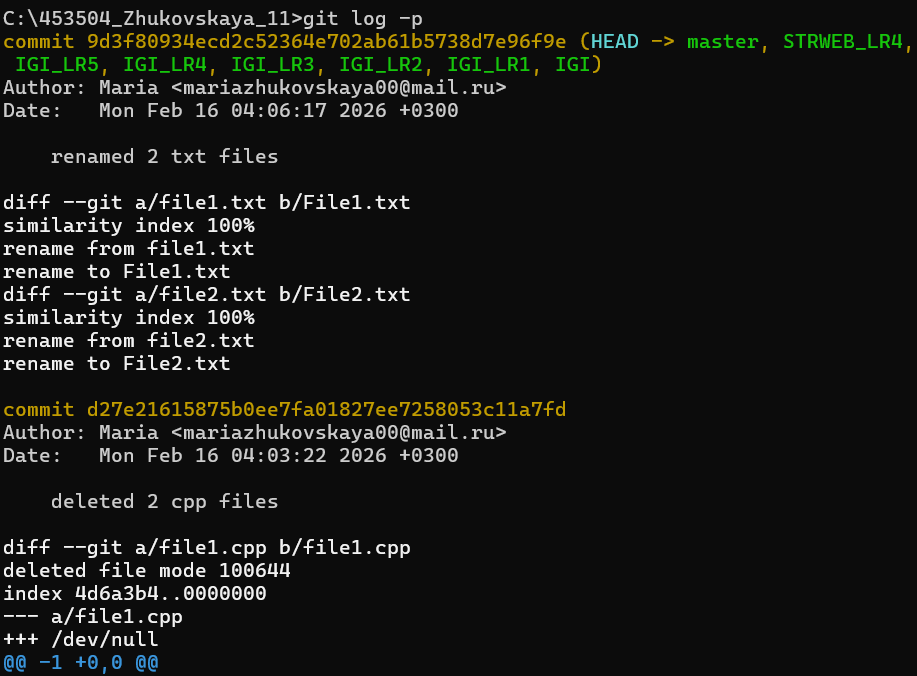 C:\453504_Zhukovskaya_11>git log -p
commit 9d3f80934ecd2c52364e702ab61b5738d7e96f9e (HEAD -> master, STRWEB_LR4,
 IGI_LR5, IGI_LR4, IGI_LR3, IGI_LR2, IGI_LR1, IGI)
Author: Maria <mariazhukovskaya00@mail.ru>
Date:   Mon Feb 16 04:06:17 2026 +0300

    renamed 2 txt files

diff --git a/file1.txt b/File1.txt
similarity index 100%
rename from file1.txt
rename to File1.txt
diff --git a/file2.txt b/File2.txt
similarity index 100%
rename from file2.txt
rename to File2.txt

commit d27e21615875b0ee7fa01827ee7258053c11a7fd
Author: Maria <mariazhukovskaya00@mail.ru>
Date:   Mon Feb 16 04:03:22 2026 +0300

    deleted 2 cpp files

diff --git a/file1.cpp b/file1.cpp
deleted file mode 100644
index 4d6a3b4..0000000
--- a/file1.cpp
+++ /dev/null
@@ -1 +0,0 @@